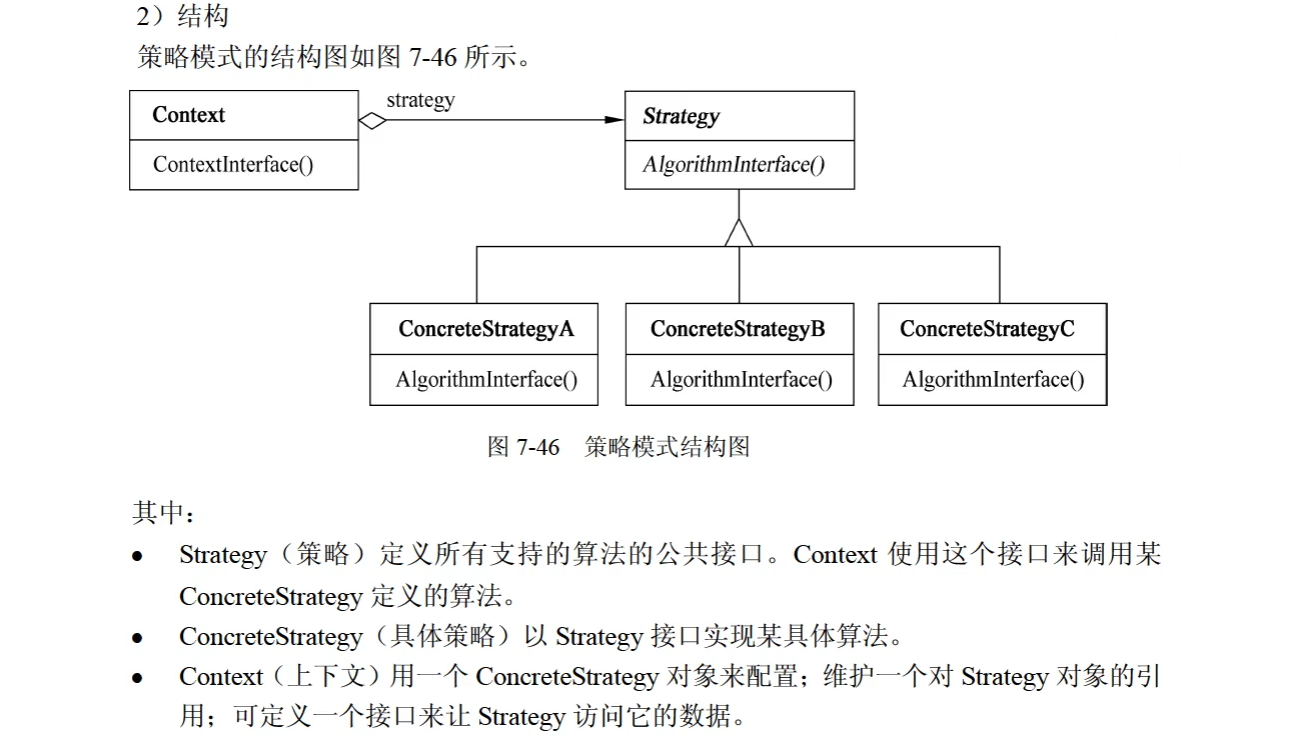 2）结构
策略模式的结构图如图 7-46 所示。
strategy
Context
Strategy
ContextInterface()
AlgorithmInterface()
ConcreteStrategyA
ConcreteStrategyB
ConcreteStrategyC
AlgorithmInterface()
AlgorithmInterface()
AlgorithmInterface()
图 7-46 策略模式结构图
其中：
● Strategy（策略）定义所有支持的算法的公共接口。Context 使用这个接口来调用某
ConcreteStrategy 定义的算法。
● ConcreteStrategy（具体策略）以 Strategy 接口实现某具体算法。
● Context（上下文）用一个 ConcreteStrategy 对象来配置；维护一个对 Strategy 对象的引
用；可定义一个接口来让 Strategy 访问它的数据。